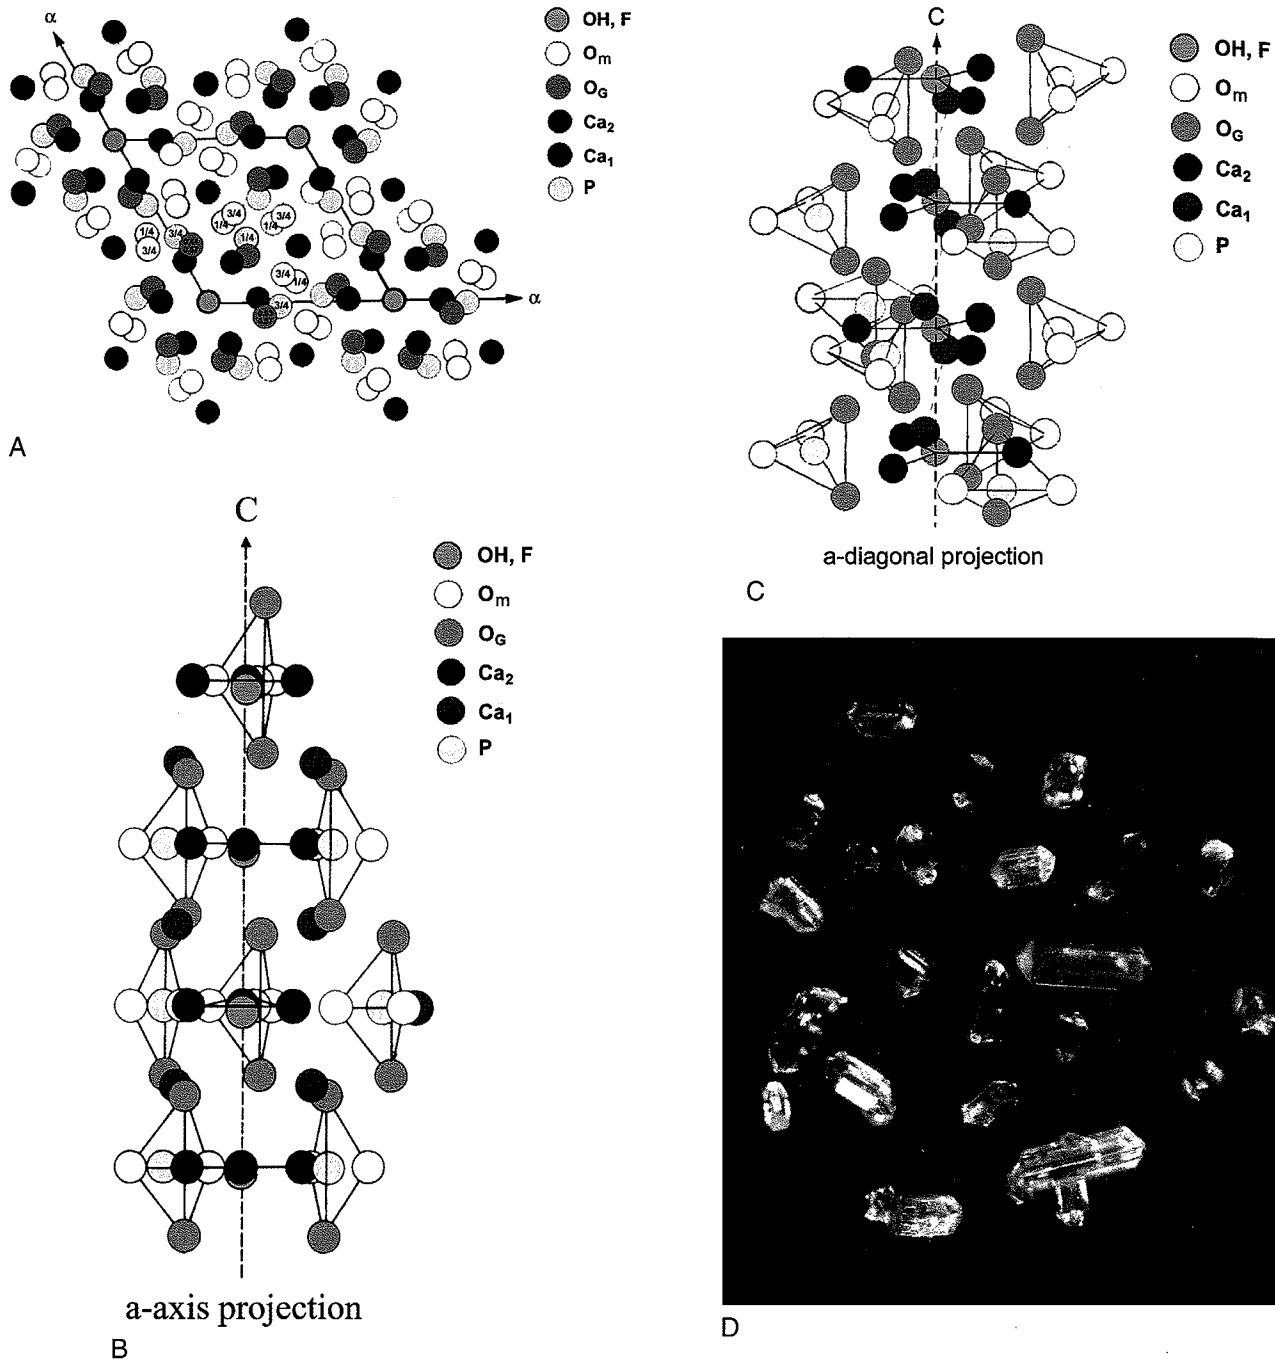 α
OH, F
Om
OG
Ca2
Ca1
P
3/4
3/4
1/4
1/4
1/4
3/4
1/4
3/4
3/4
1/4
3/4
α
A
C
OH, F
Om
OG
Ca2
Ca1
P
a-diagonal projection
C
C
OH, F
Om
OG
Ca2
Ca1
P
a-axis projection
B
D